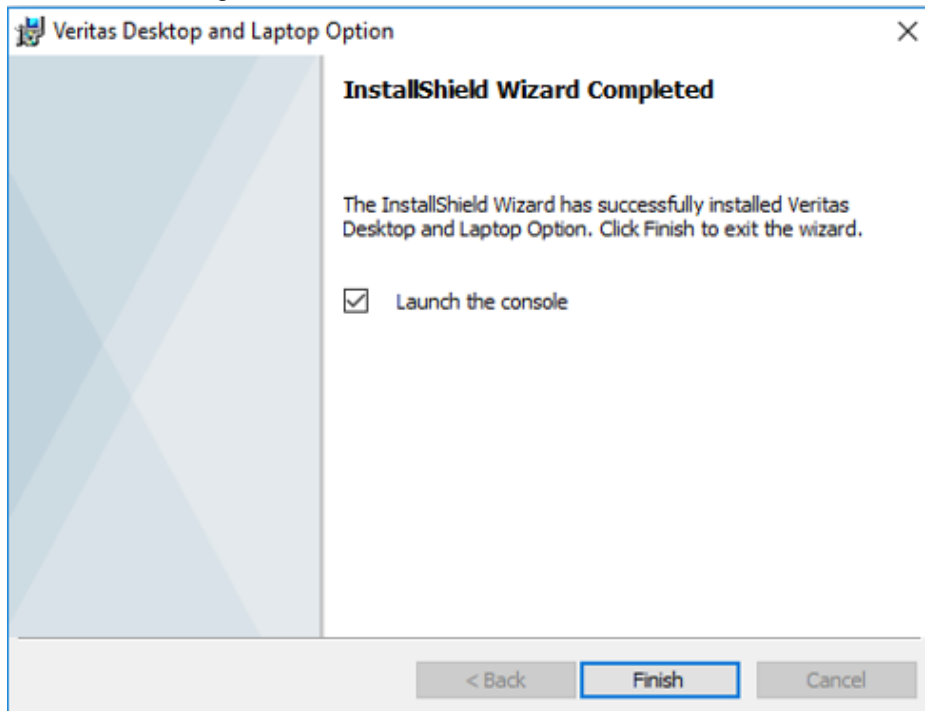 Veritas Desktop and Laptop Option
InstallShield Wizard Completed
The InstallShield Wizard has successfully installed Veritas
Desktop and Laptop Option. Click Finish to exit the wizard.
Launch the console
< Back
Finish
Cancel